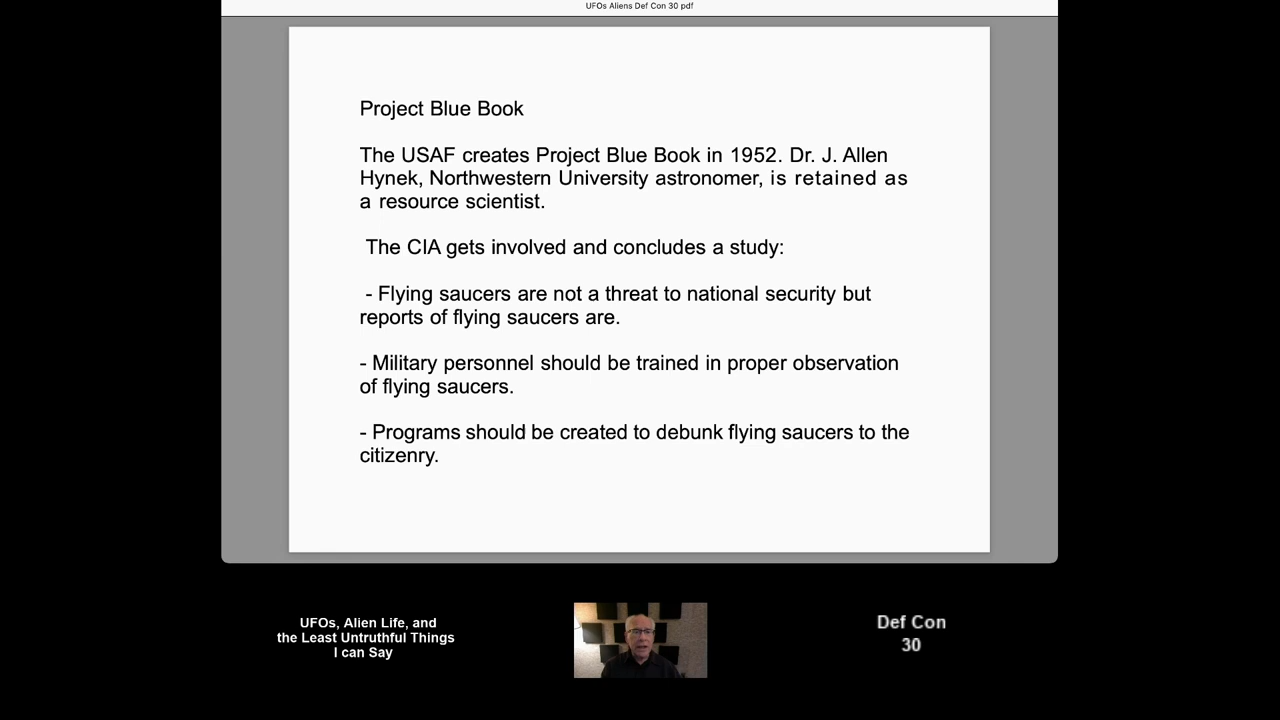 UFOs Aliens Def Con 30 pdf
Project Blue Book
The USAF creates Project Blue Book in 1952. Dr. J. Allen
Hynek, Northwestern University astronomer, is retained as
a resource scientist.
The CIA gets involved and concludes a study:
- Flying saucers are not a threat to national security but
reports of flying saucers are.
- Military personnel should be trained in proper observation
of flying saucers.
- Programs should be created to debunk flying saucers to the
citizenry.
UFOs, Alien Life, and
the Least Untruthful Things
I can Say
Def Con
30